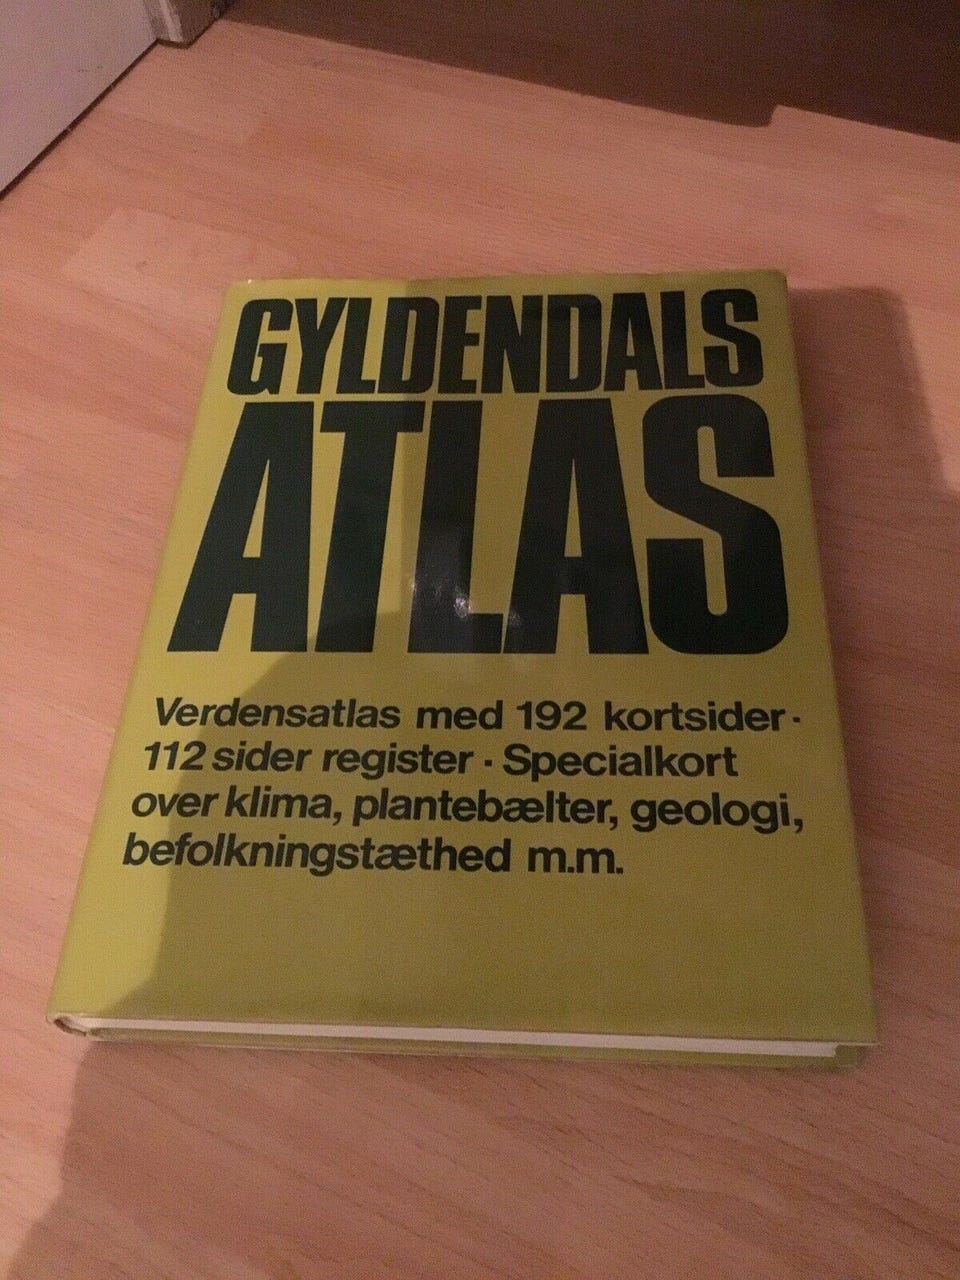 GYLDENDALS
ATLAS
Verdensatlas med 192 kortsider ·
112 sider register · Specialkort
over klima, plantebælter, geologi,
befolkningstæthed m.m.